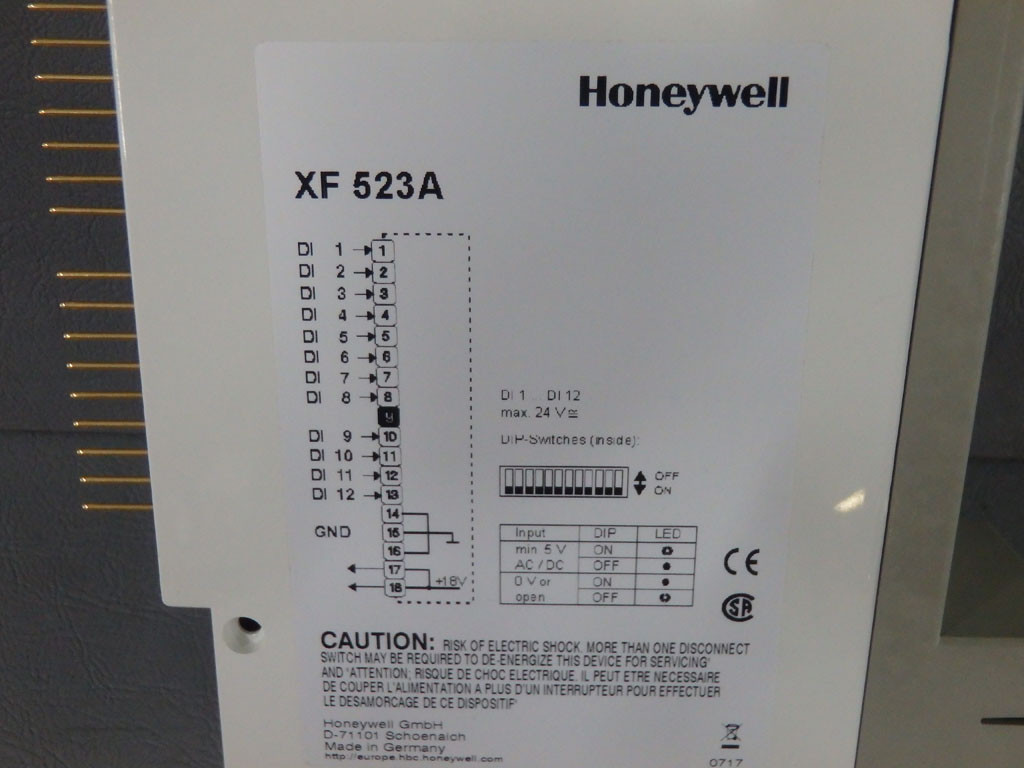 Honeywell
XF 523A
DI 1 1
DI 2 2
DI 3 3
DI 4 4
DI 5 5
DI 6 6
DI 7 7
DI 8 8
9
DI 9 10
DI 10 11
DI 11 12
DI 12 13
14
GND 15
16
17
18 +18V
DI 1 ... DI 12
max. 24 V≅
DIP-Switches (inside):
OFF
ON
Input DIP LED
min 5 V ON
AC / DC OFF
0 V or ON
open OFF
CE
SA
CAUTION: RISK OF ELECTRIC SHOCK. MORE THAN ONE DISCONNECT
SWITCH MAY BE REQUIRED TO DE-ENERGIZE THIS DEVICE FOR SERVICING"
AND "ATTENTION; RISQUE DE CHOC ELECTRIQUE. IL PEUT ETRE NECESSAIRE
DE COUPER L'ALIMENTATION A PLUS D'UN INTERRUPTEUR POUR EFFECTUER
LE DESAMORCAGE DE CE DISPOSITIF"
Honeywell GmbH
D-71101 Schoenaich
Made in Germany
http://europe.hbc.honeywell.com
0717